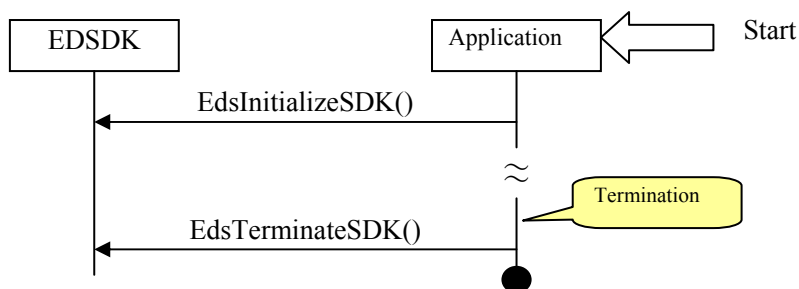 EDSDK
Application
Start
EdsInitializeSDK()
Termination
EdsTerminateSDK()